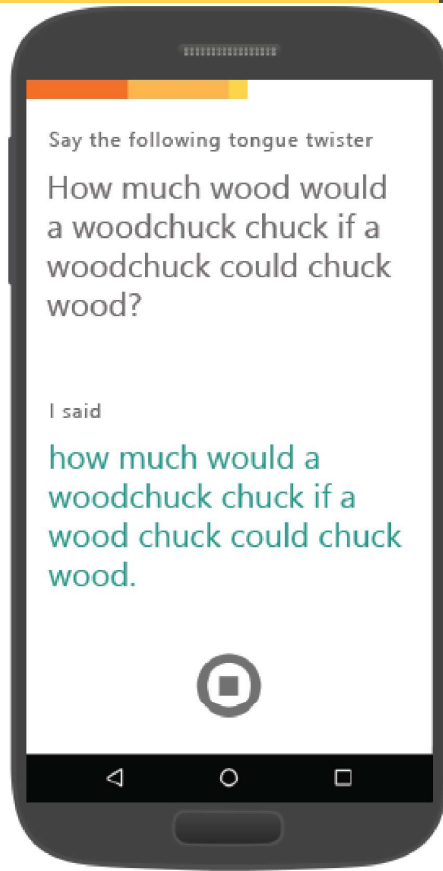 Say the following tongue twister
How much wood would
a woodchuck chuck if a
woodchuck could chuck
wood?
I said
how much would a
woodchuck chuck if a
wood chuck could chuck
wood.